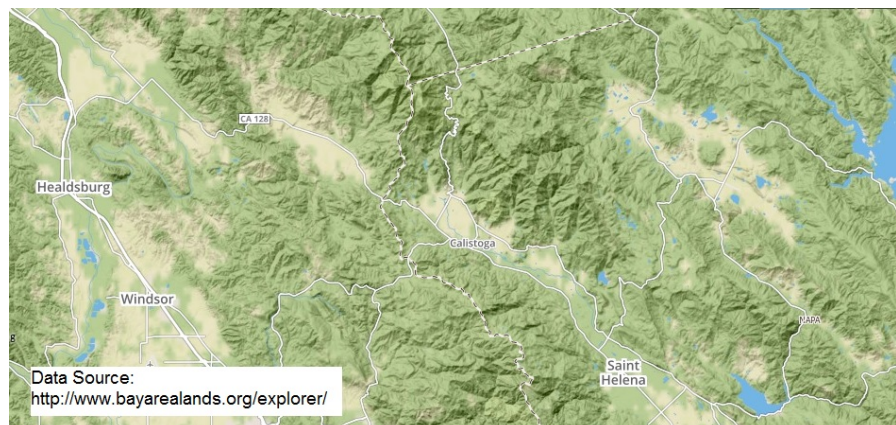 CA 128
Healdsburg
Calistoga
Windsor
NAPA
Saint
Helena
Data Source:
http://www.bayarealands.org/explorer/